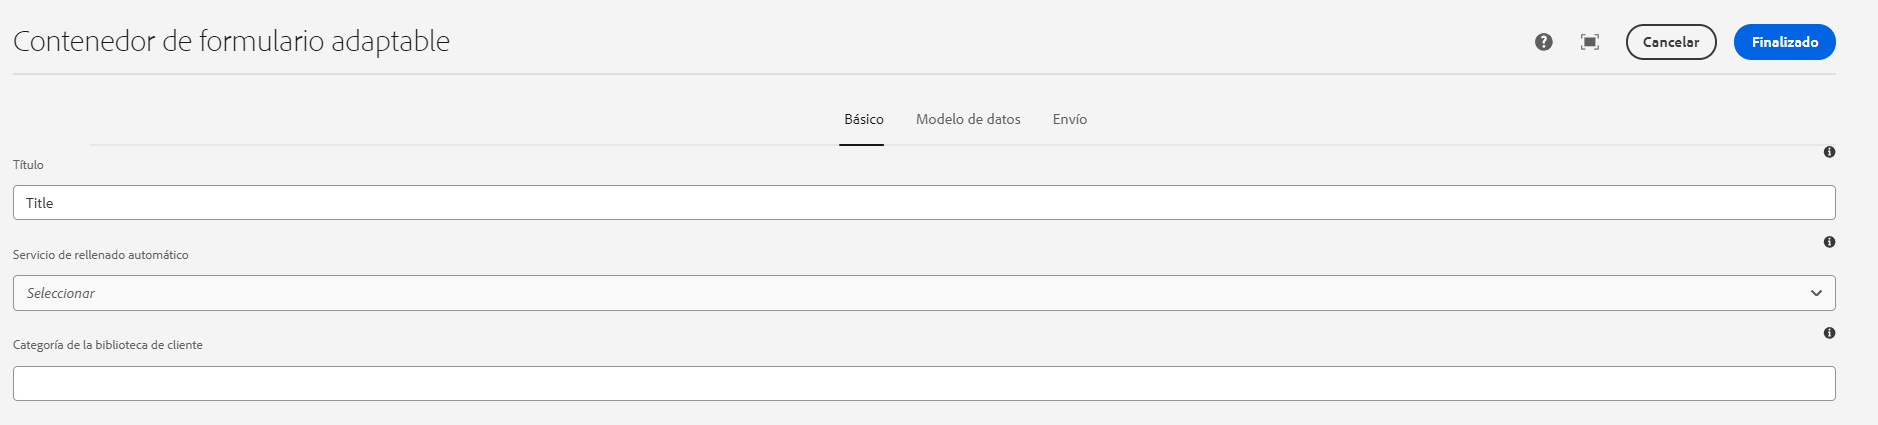 Contenedor de formulario adaptable
Cancelar
Finalizado
Básico
Modelo de datos
Envío
Título
Title
Servicio de rellenado automático
Seleccionar
Categoría de la biblioteca de cliente